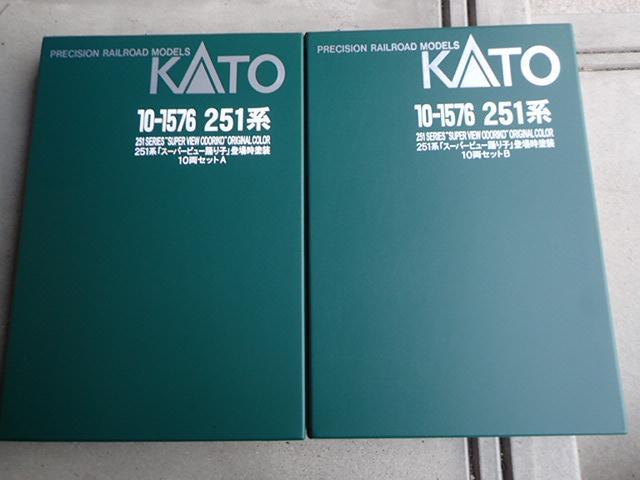 PRECISION RAILROAD MODELS
KATO
10-1576 251系
251 SERIES "SUPER VIEW ODORIKO" ORIGINAL COLOR
251系「スーパービュー踊り子」登場時塗装
10両セットA
PRECISION RAILROAD MODELS
KATO
10-1576 251系
251 SERIES "SUPER VIEW ODORIKO" ORIGINAL COLOR
251系「スーパービュー踊り子」登場時塗装
10両セットB